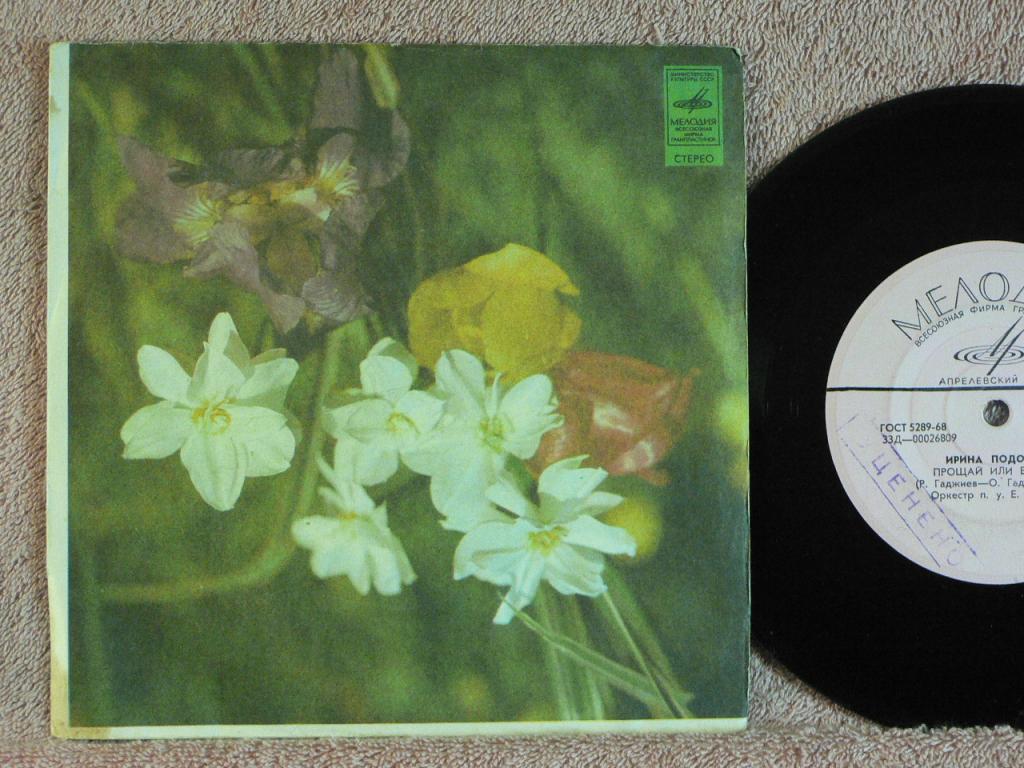 МИНИСТЕРСТВО
КУЛЬТУРЫ СССР
МЕЛОДИЯ
ВСЕСОЮЗНАЯ
ФИРМА
ГРАМПЛАСТИНОК
СТЕРЕО
МЕЛОД
ВСЕСОЮЗНАЯ ФИРМА ГР
АПРЕЛЕВСКИЙ
ГОСТ 5289-68
33Д—00026809
ИРИНА ПОДО
ПРОЩАЙ ИЛИ
(Р. Гаджиев—О. Гад
Оркестр п. у. Е.
УЦЕНЕНО